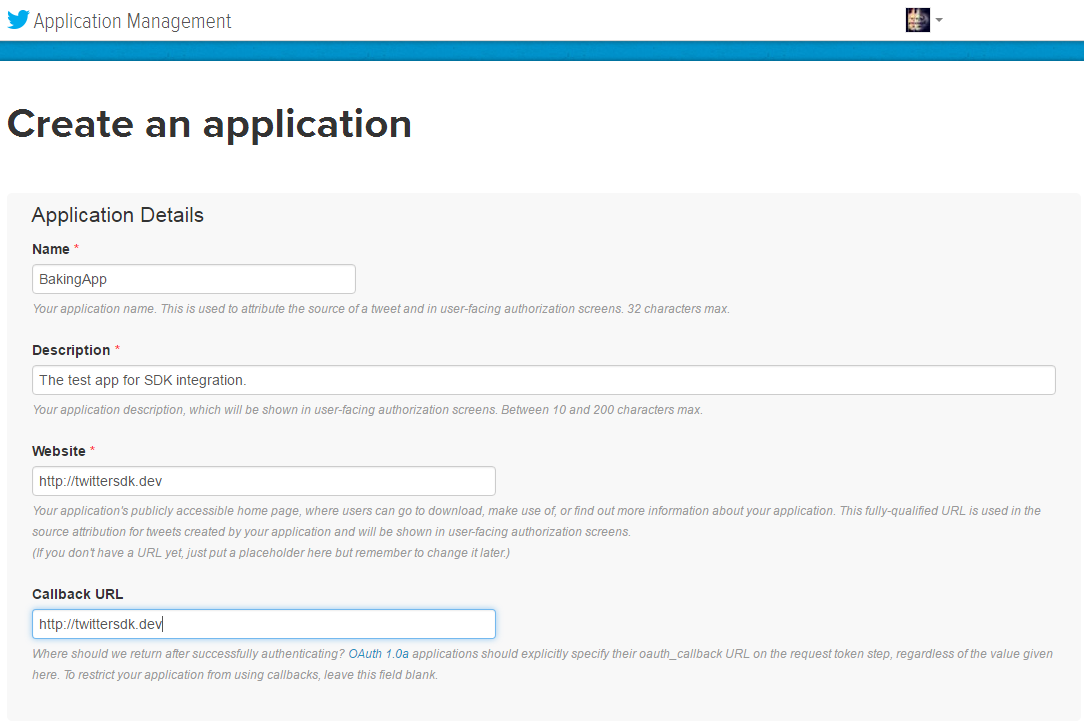 Application Management
Create an application
Application Details
Name *
BakingApp
Your application name. This is used to attribute the source of a tweet and in user-facing authorization screens. 32 characters max.
Description *
The test app for SDK integration.
Your application description, which will be shown in user-facing authorization screens. Between 10 and 200 characters max.
Website *
http://twittersdk.dev
Your application's publicly accessible home page, where users can go to download, make use of, or find out more information about your application. This fully-qualified URL is used in the
source attribution for tweets created by your application and will be shown in user-facing authorization screens.
(If you don't have a URL yet, just put a placeholder here but remember to change it later.)
Callback URL
http://twittersdk.dev
Where should we return after successfully authenticating? OAuth 1.0a applications should explicitly specify their oauth_callback URL on the request token step, regardless of the value given
here. To restrict your application from using callbacks, leave this field blank.